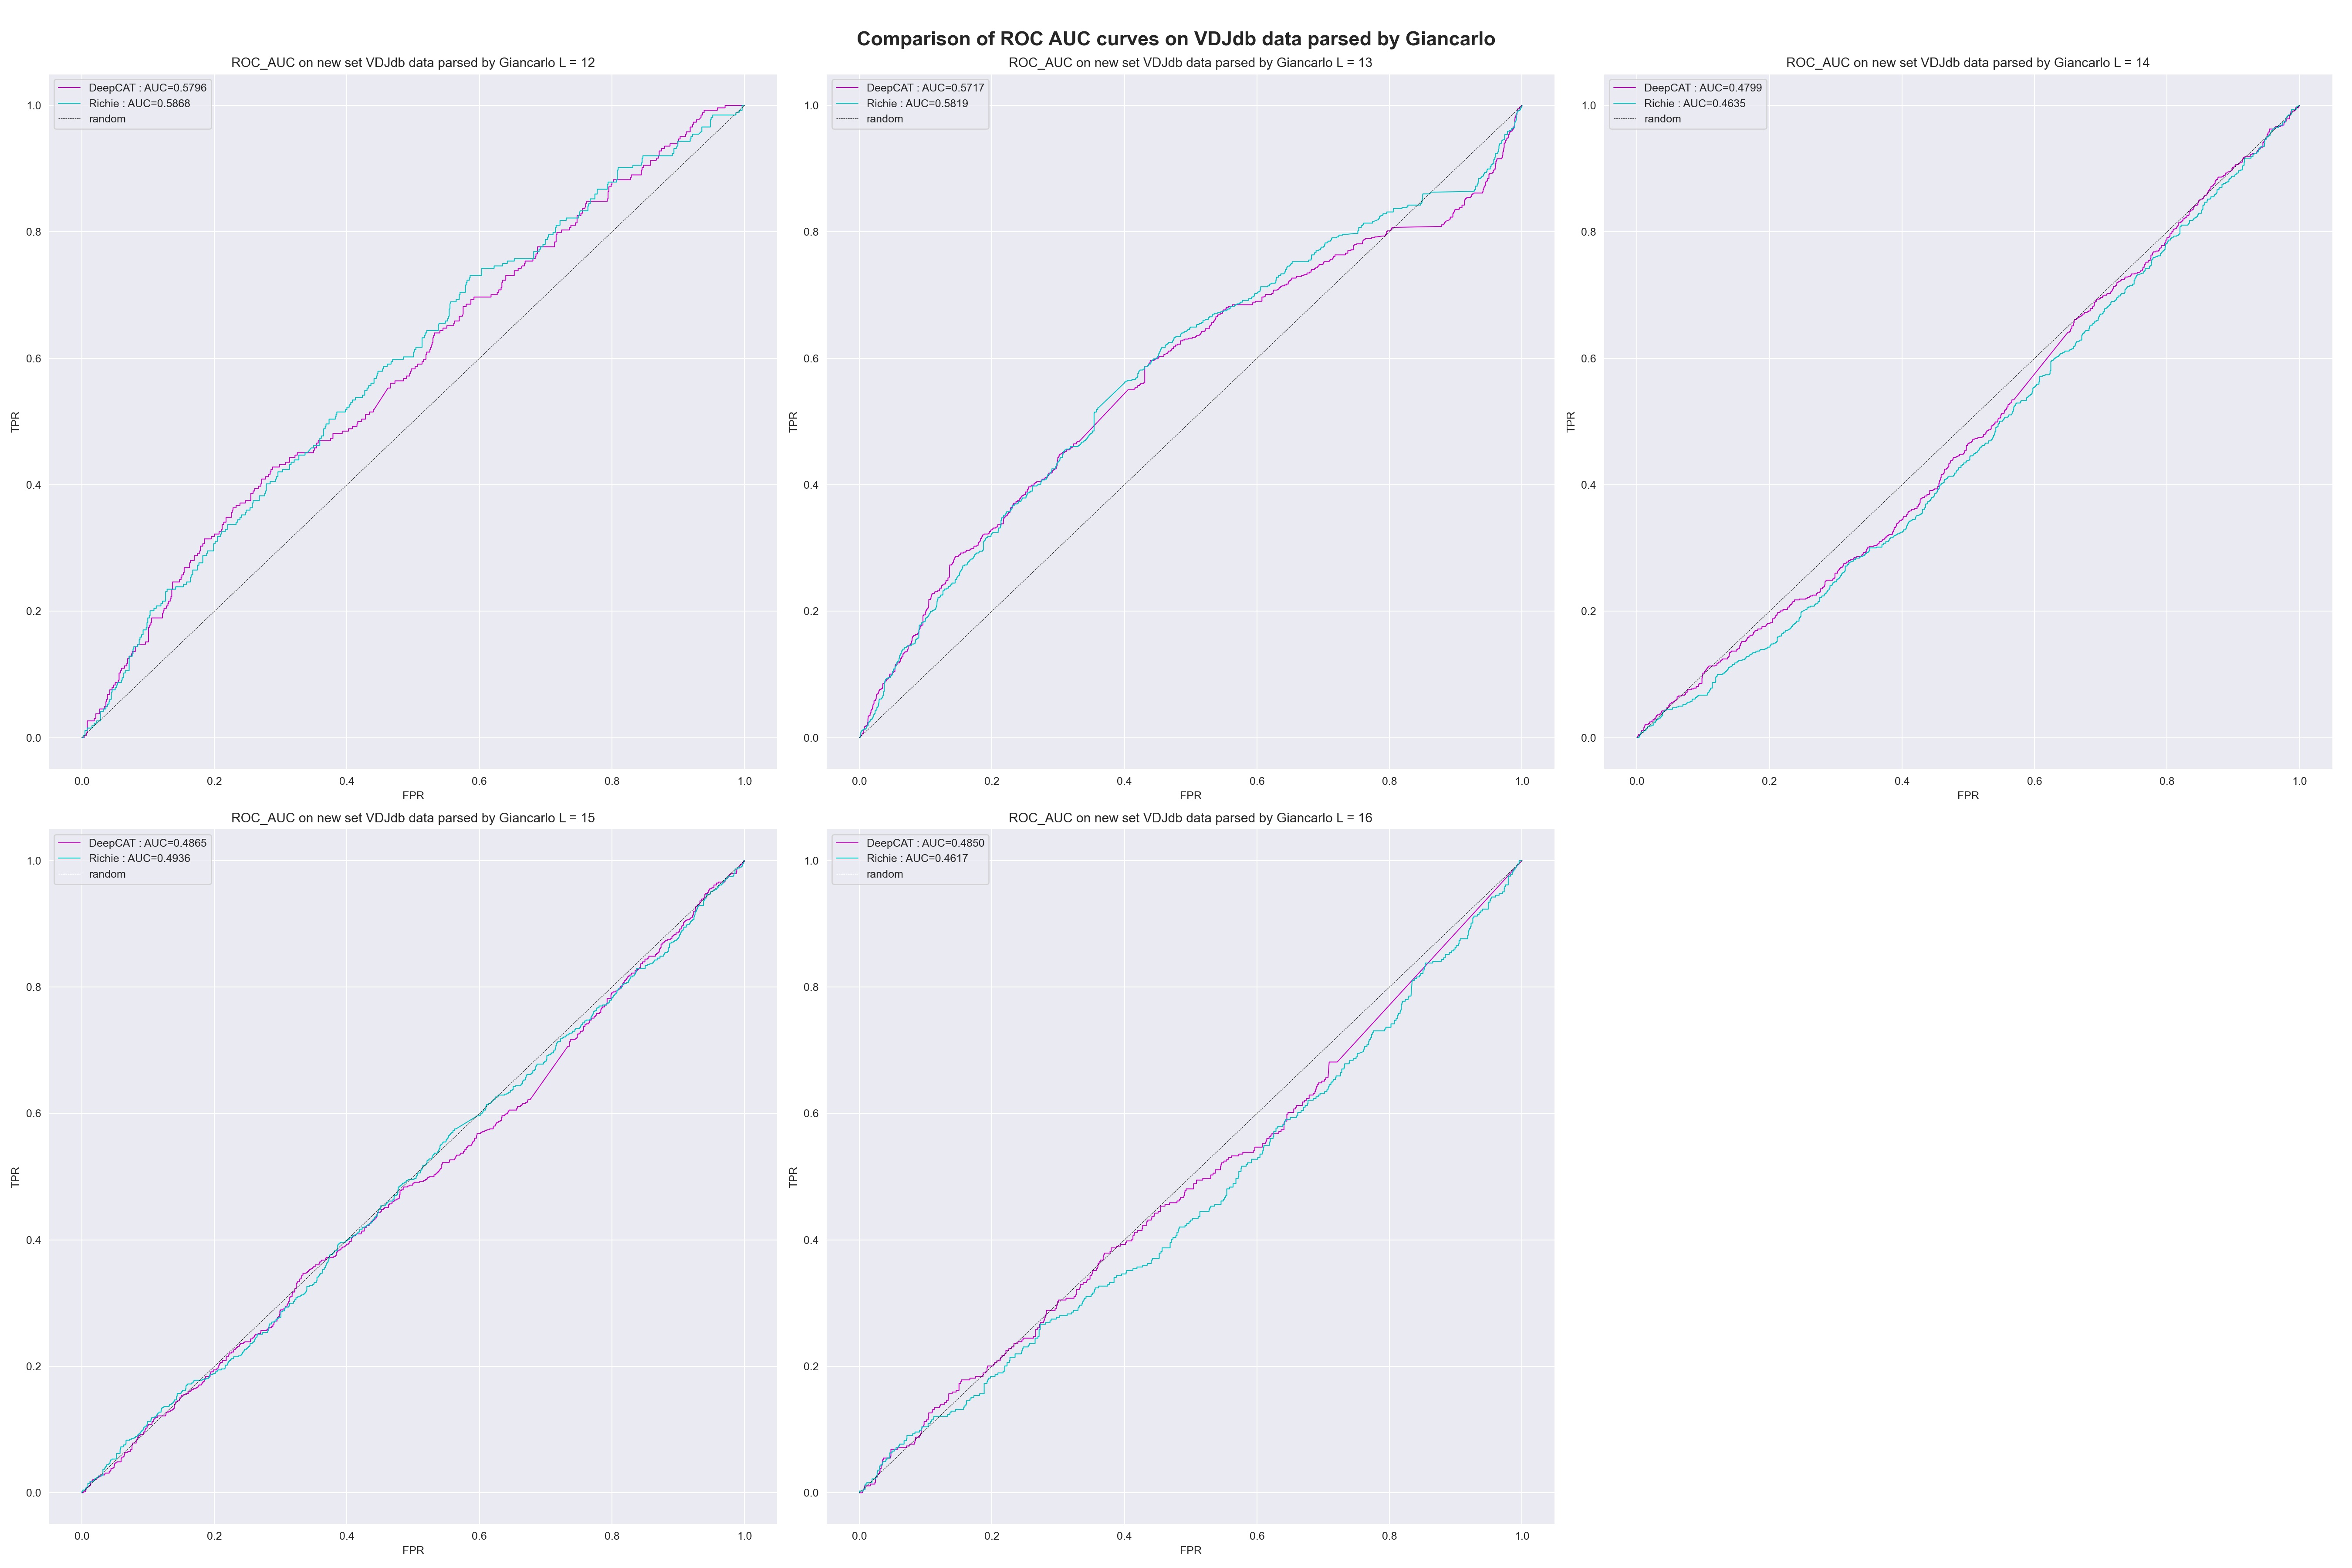 Comparison of ROC AUC curves on VDJdb data parsed by Giancarlo
ROC_AUC on new set VDJdb data parsed by Giancarlo L = 12
DeepCAT : AUC=0.5796
Richie : AUC=0.5868
random
1.0
0.8
0.6
0.4
0.2
0.0
TPR
0.0 0.2 0.4 0.6 0.8 1.0
FPR
ROC_AUC on new set VDJdb data parsed by Giancarlo L = 13
DeepCAT : AUC=0.5717
Richie : AUC=0.5819
random
1.0
0.8
0.6
0.4
0.2
0.0
TPR
0.0 0.2 0.4 0.6 0.8 1.0
FPR
ROC_AUC on new set VDJdb data parsed by Giancarlo L = 14
DeepCAT : AUC=0.4799
Richie : AUC=0.4635
random
1.0
0.8
0.6
0.4
0.2
0.0
TPR
0.0 0.2 0.4 0.6 0.8 1.0
FPR
ROC_AUC on new set VDJdb data parsed by Giancarlo L = 15
DeepCAT : AUC=0.4865
Richie : AUC=0.4936
random
1.0
0.8
0.6
0.4
0.2
0.0
TPR
0.0 0.2 0.4 0.6 0.8 1.0
FPR
ROC_AUC on new set VDJdb data parsed by Giancarlo L = 16
DeepCAT : AUC=0.4850
Richie : AUC=0.4617
random
1.0
0.8
0.6
0.4
0.2
0.0
TPR
0.0 0.2 0.4 0.6 0.8 1.0
FPR